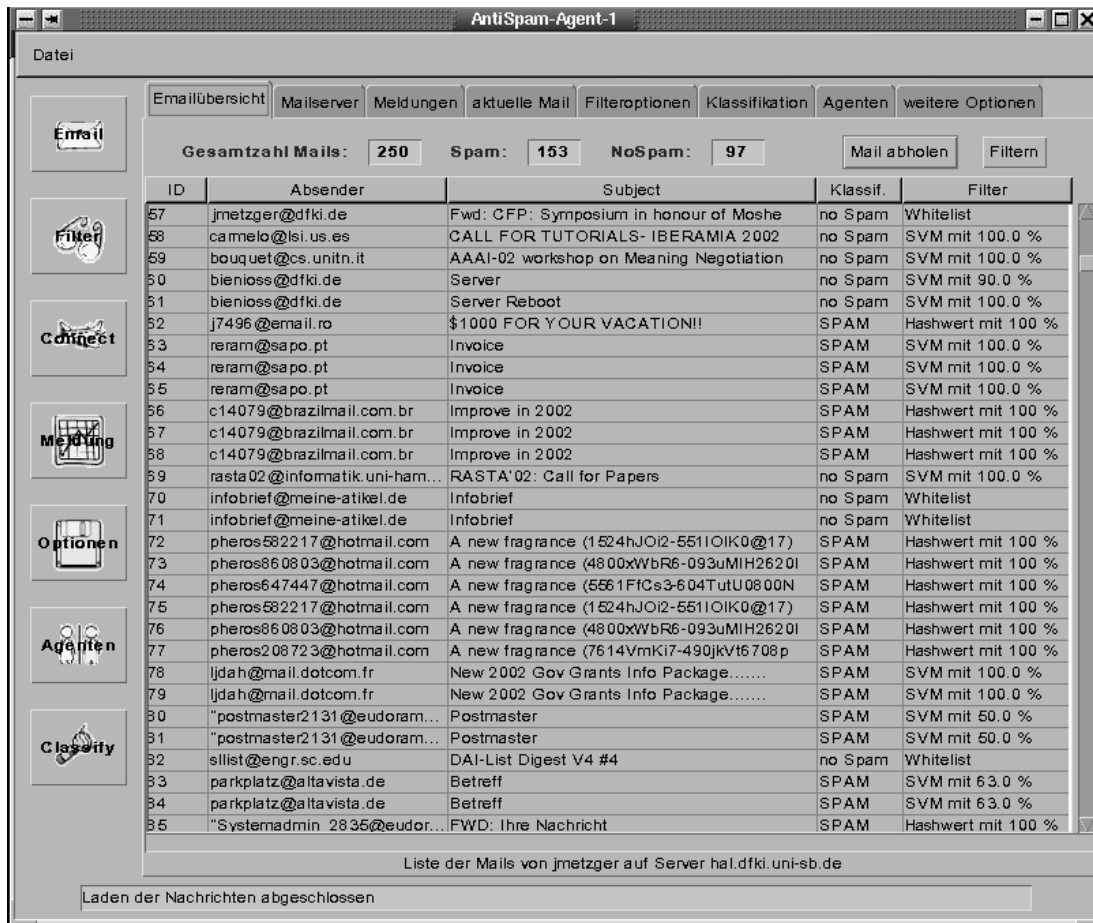 AntiSpam-Agent-1
Datei
Emailübersicht Mailserver Meldungen aktuelle Mail Filteroptionen Klassifikation Agenten weitere Optionen
Email
Filter
Connect
Meldung
Optionen
Agenten
Classify
Gesamtzahl Mails: 250 Spam: 153 NoSpam: 97 Mail abholen Filtern
ID Absender Subject Klassif. Filter
57 jmetzger@dfki.de Fwd: CFP: Symposium in honour of Moshe no Spam Whitelist
58 carmelo@lsi.us.es CALL FOR TUTORIALS- IBERAMIA 2002 no Spam SVM mit 100.0 %
59 bouquet@cs.unitn.it AAAI-02 workshop on Meaning Negotiation no Spam SVM mit 100.0 %
60 bienioss@dfki.de Server no Spam SVM mit 90.0 %
61 bienioss@dfki.de Server Reboot no Spam SVM mit 100.0 %
62 j7496@email.ro $1000 FOR YOUR VACATION!! SPAM Hashwert mit 100 %
63 reram@sapo.pt Invoice SPAM SVM mit 100.0 %
64 reram@sapo.pt Invoice SPAM SVM mit 100.0 %
65 reram@sapo.pt Invoice SPAM SVM mit 100.0 %
66 c14079@brazilmail.com.br Improve in 2002 SPAM Hashwert mit 100 %
67 c14079@brazilmail.com.br Improve in 2002 SPAM Hashwert mit 100 %
68 c14079@brazilmail.com.br Improve in 2002 SPAM Hashwert mit 100 %
69 rasta02@informatik.uni-ham... RASTA'02: Call for Papers no Spam SVM mit 100.0 %
70 infobrief@meine-atikel.de Infobrief no Spam Whitelist
71 infobrief@meine-atikel.de Infobrief no Spam Whitelist
72 pheros582217@hotmail.com A new fragrance (1524hJOi2-551IOIK0@17) SPAM Hashwert mit 100 %
73 pheros860803@hotmail.com A new fragrance (4800xWbR6-093uMIH2620l SPAM Hashwert mit 100 %
74 pheros647447@hotmail.com A new fragrance (5561FfCs3-604TutU0800N SPAM Hashwert mit 100 %
75 pheros582217@hotmail.com A new fragrance (1524hJOi2-551IOIK0@17) SPAM Hashwert mit 100 %
76 pheros860803@hotmail.com A new fragrance (4800xWbR6-093uMIH2620l SPAM Hashwert mit 100 %
77 pheros208723@hotmail.com A new fragrance (7614VmKi7-490jkVt6708p SPAM Hashwert mit 100 %
78 ljdah@mail.dotcom.fr New 2002 Gov Grants Info Package....... SPAM SVM mit 100.0 %
79 ljdah@mail.dotcom.fr New 2002 Gov Grants Info Package....... SPAM SVM mit 100.0 %
80 "postmaster2131@eudoram... Postmaster SPAM SVM mit 50.0 %
81 "postmaster2131@eudoram... Postmaster SPAM SVM mit 50.0 %
82 sllist@engr.sc.edu DAI-List Digest V4 #4 no Spam Whitelist
83 parkplatz@altavista.de Betreff SPAM SVM mit 63.0 %
84 parkplatz@altavista.de Betreff SPAM SVM mit 63.0 %
85 "Systemadmin_2835@eudor... FWD: Ihre Nachricht SPAM Hashwert mit 100 %
Liste der Mails von jmetzger auf Server hal.dfki.uni-sb.de
Laden der Nachrichten abgeschlossen